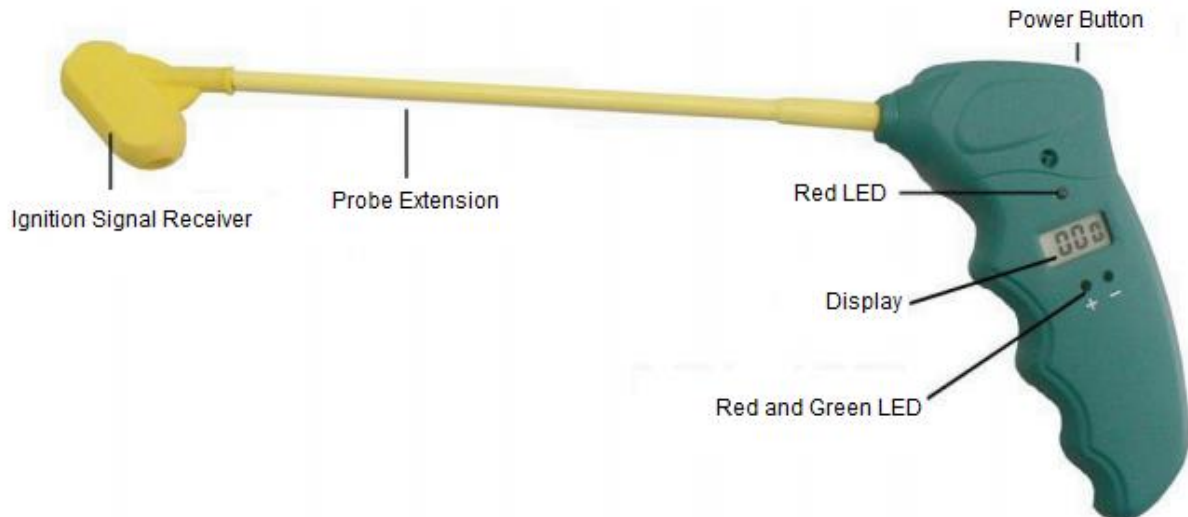 Power Button
Red LED
Probe Extension
Ignition Signal Receiver
000
Display
+ −
Red and Green LED